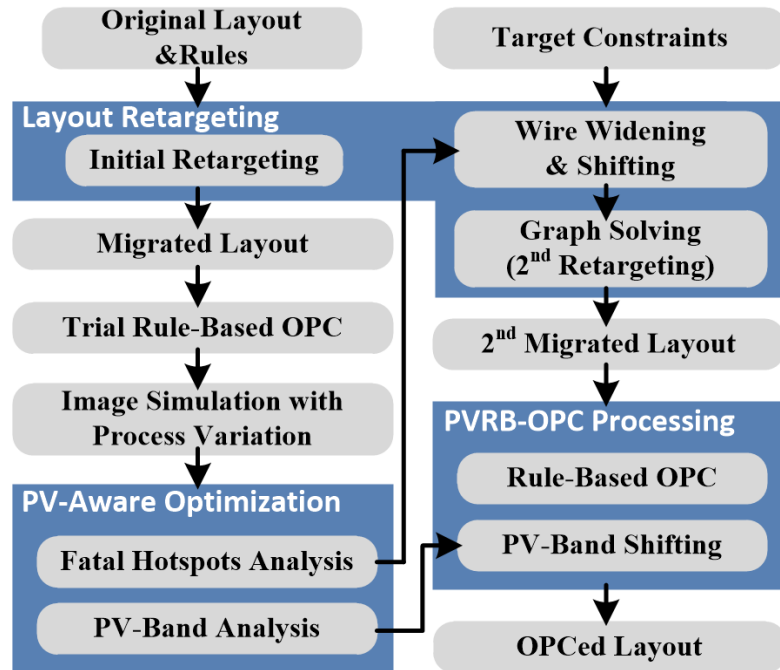 Original Layout
&Rules
Layout Retargeting
Initial Retargeting
Migrated Layout
Trial Rule-Based OPC
Image Simulation with
Process Variation
PV-Aware Optimization
Fatal Hotspots Analysis
PV-Band Analysis
Target Constraints
Wire Widening
& Shifting
Graph Solving
(2nd Retargeting)
2nd Migrated Layout
PVRB-OPC Processing
Rule-Based OPC
PV-Band Shifting
OPCed Layout